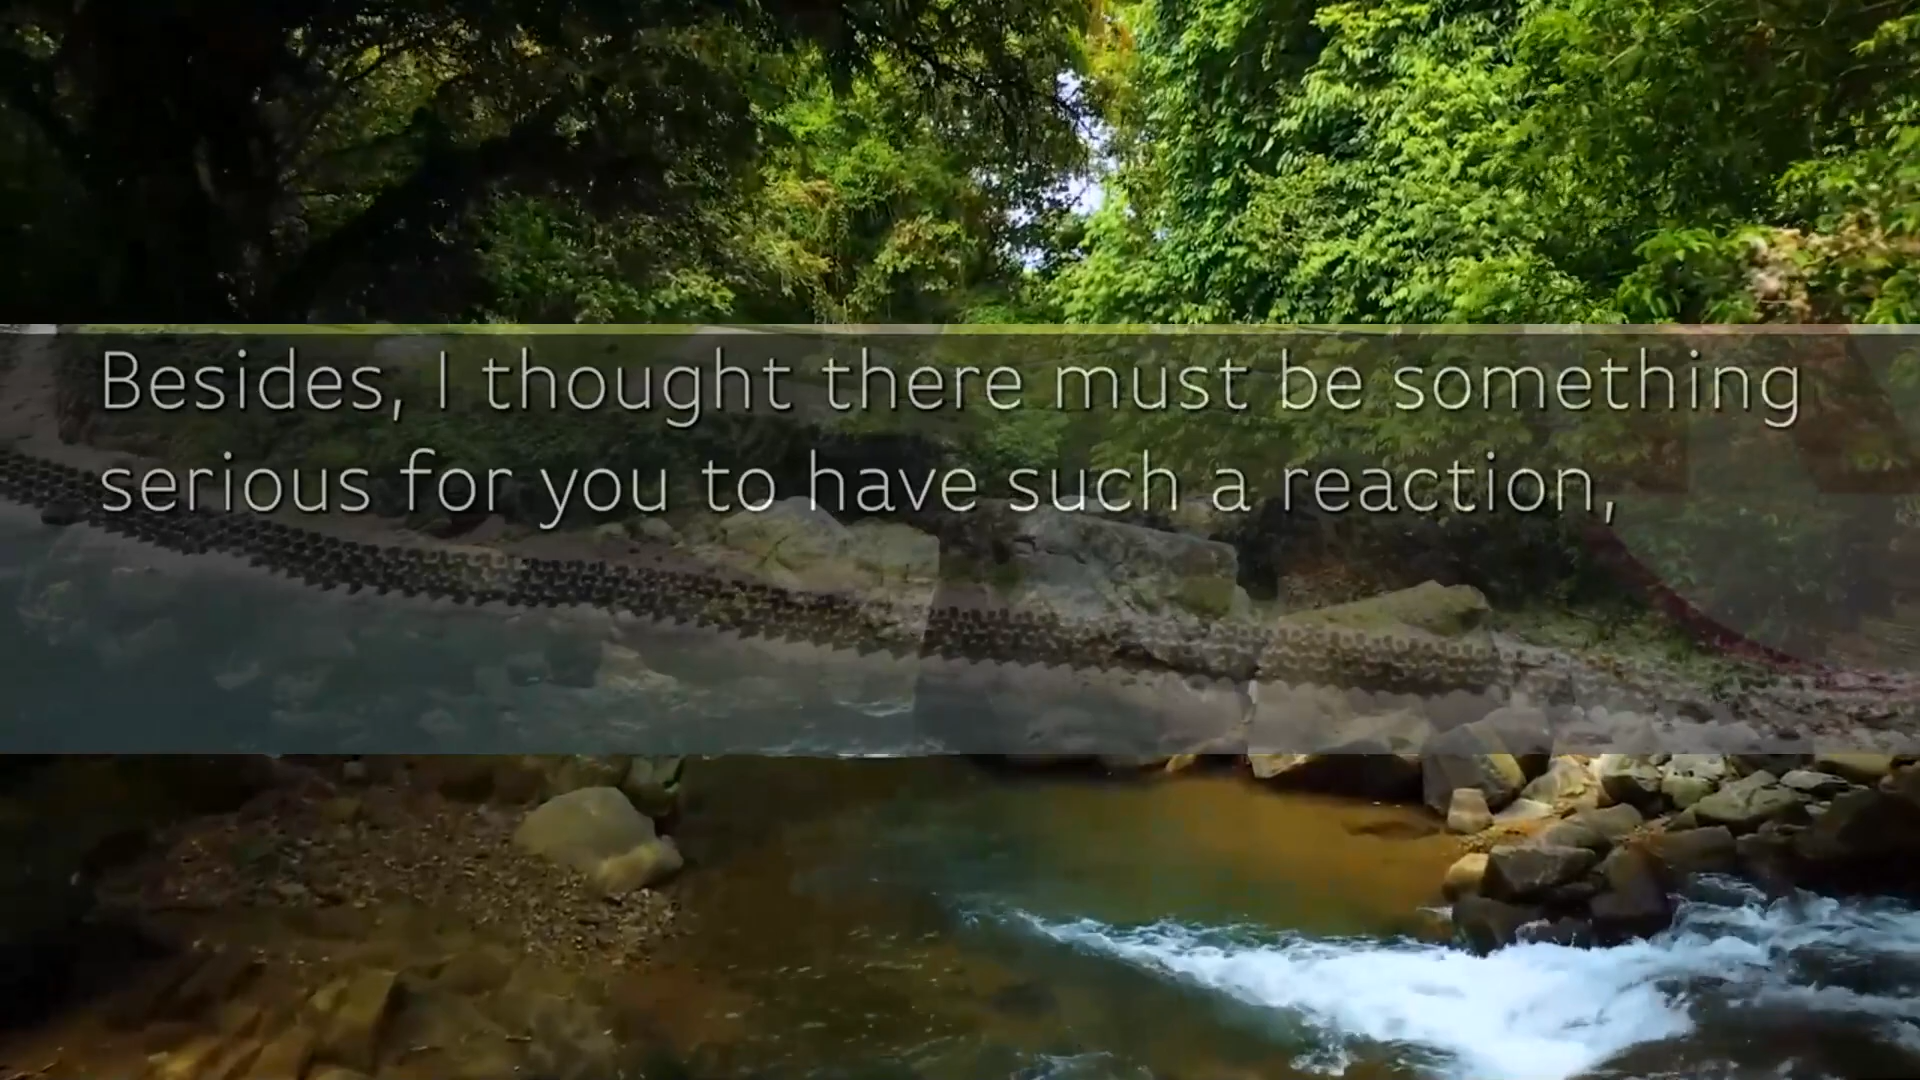 Besides, I thought there must be something
serious for you to have such a reaction,